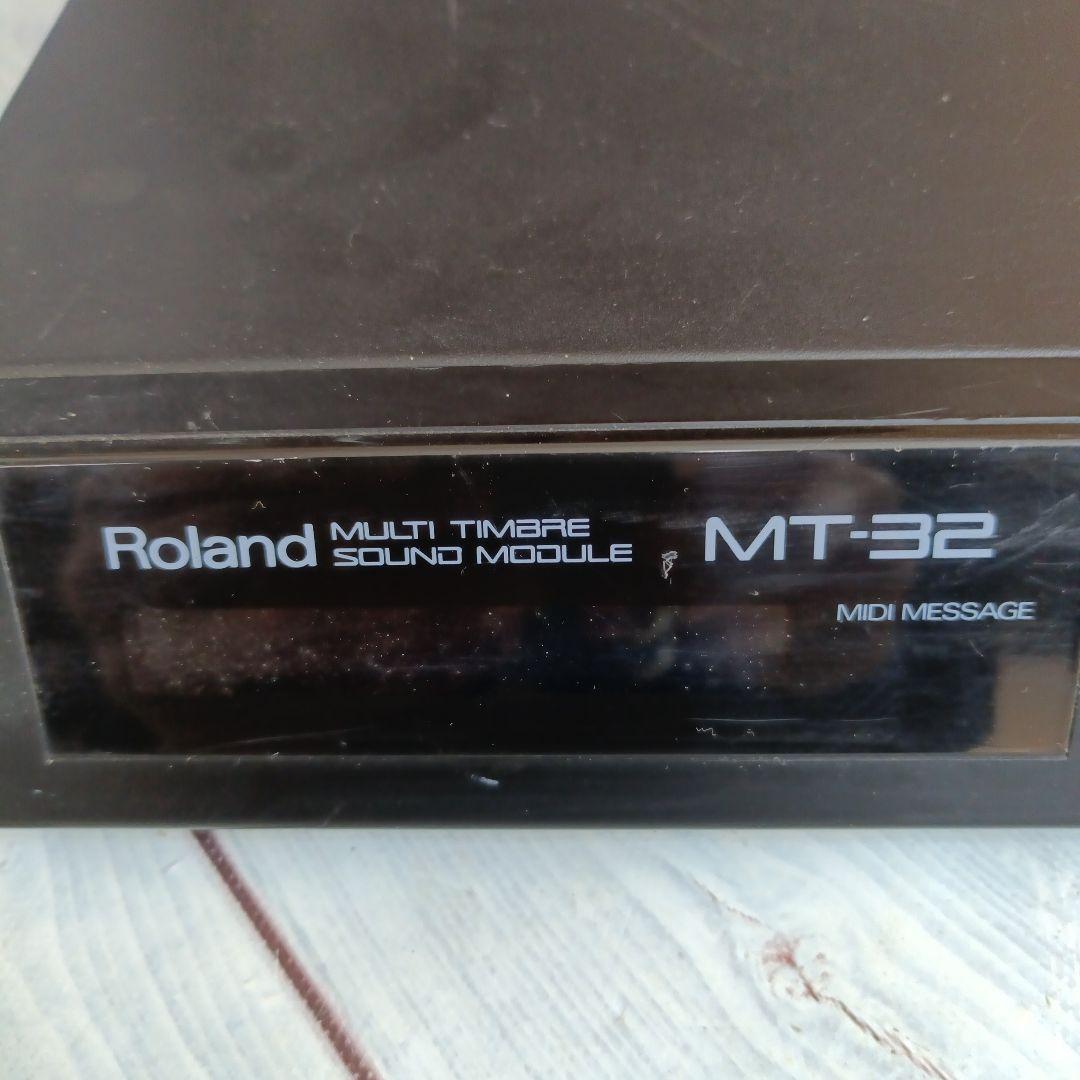 Roland MULTI TIMBRE SOUND MODULE MT-32
MIDI MESSAGE